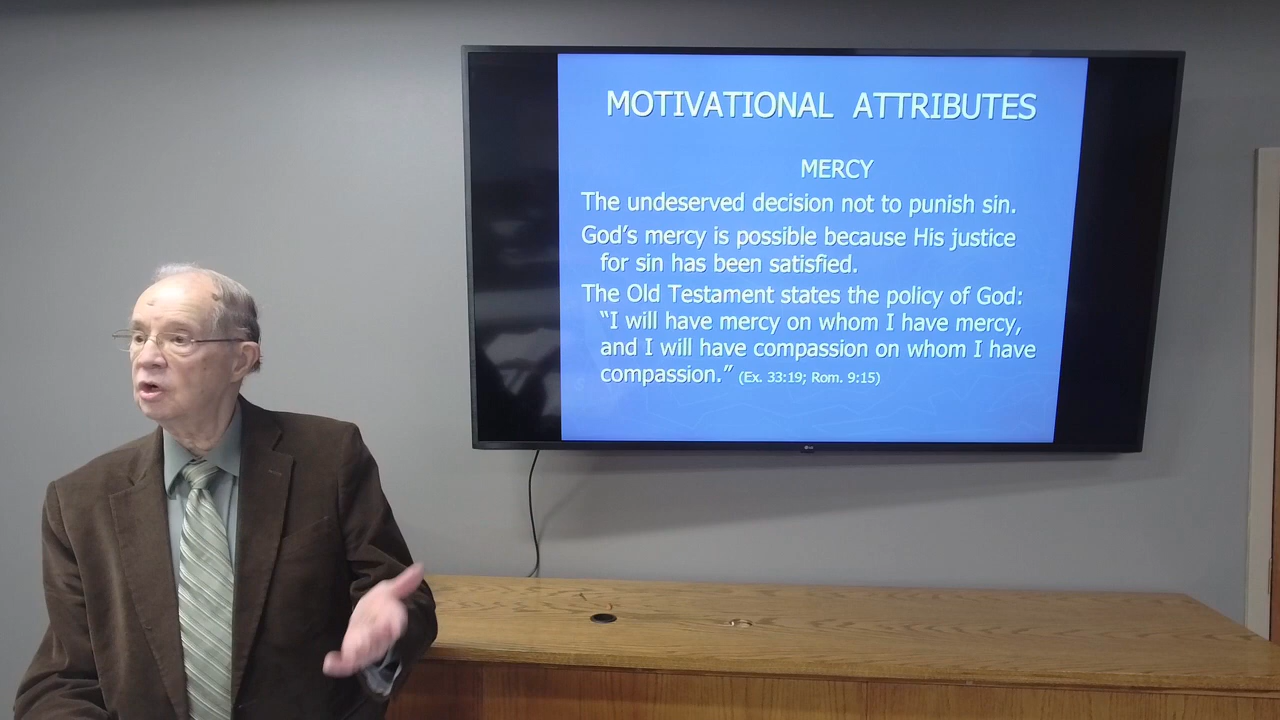 MOTIVATIONAL ATTRIBUTES
MERCY
The undeserved decision not to punish sin.
God's mercy is possible because His justice
for sin has been satisfied.
The Old Testament states the policy of God:
“I will have mercy on whom I have mercy,
and I will have compassion on whom I have
compassion.” (Ex. 33:19; Rom. 9:15)
LG